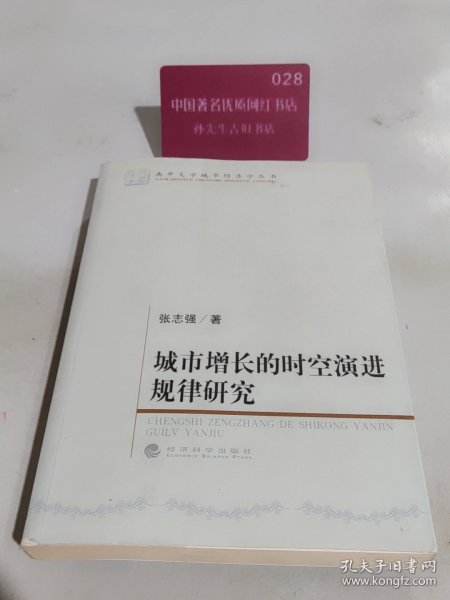 028
中国著名优质网红书店
孙先生古旧书店
南开大学城市经济学丛书
张志强/著
城市增长的时空演进
规律研究
CHENGSHI ZENGZHANG DE SHIKONG YANJIN
GUILV YANJIU
经济科学出版社
Economic Science Press
孔夫子旧书网
www.kongfz.com